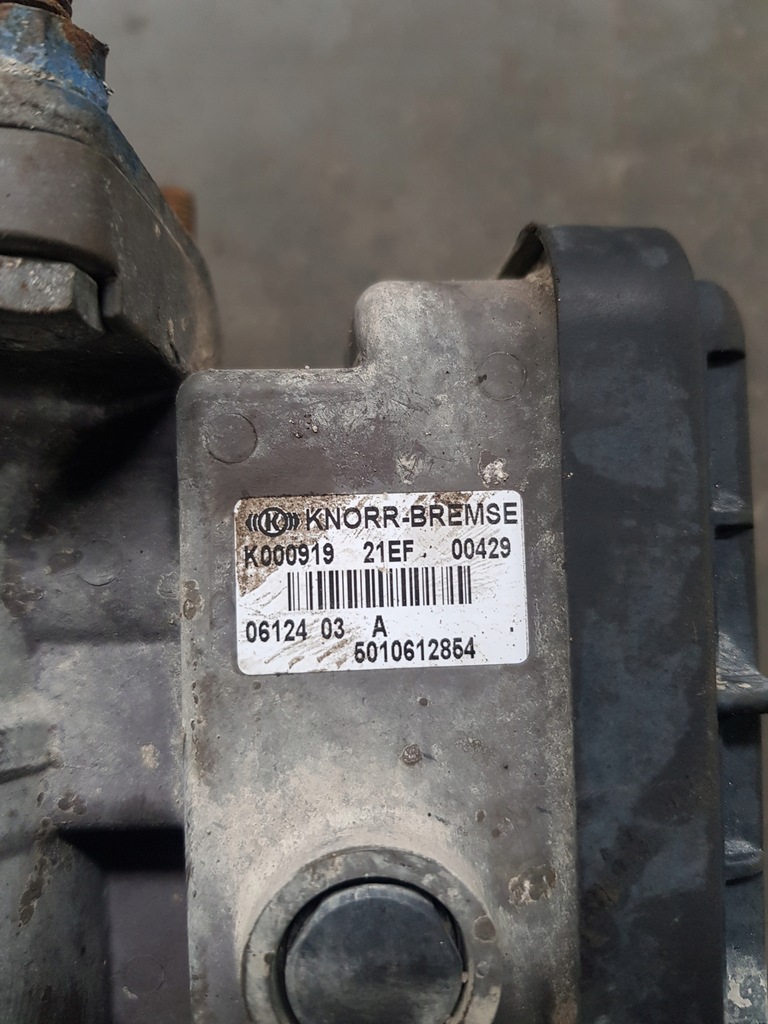 KNORR-BREMSE
K000919 21EF 00429
06124 03 A
5010612854